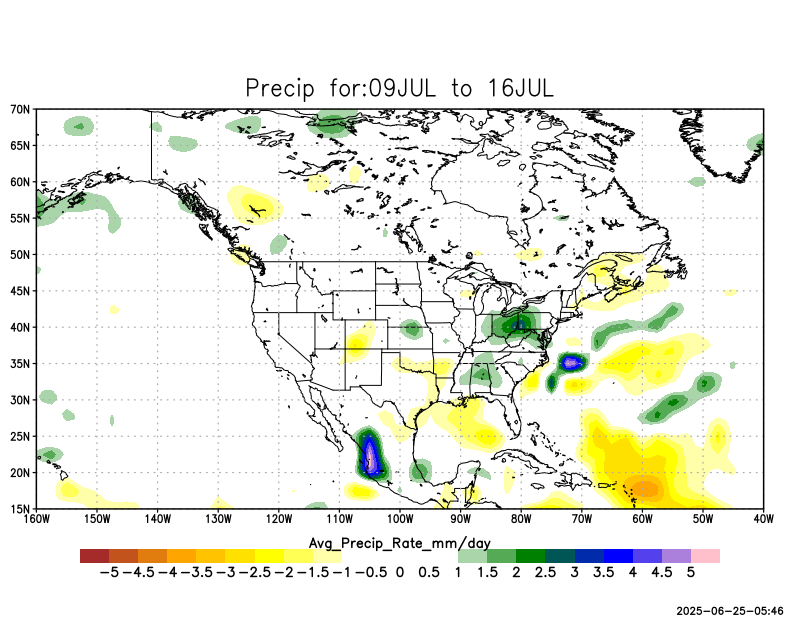 Precip for:09JUL to 16JUL
70N
65N
60N
55N
50N
45N
40N
35N
30N
25N
20N
15N
160W 150W 140W 130W 120W 110W 100W 90W 80W 70W 60W 50W 40W
Avg_Precip_Rate_mm/day
-5 -4.5 -4 -3.5 -3 -2.5 -2 -1.5 -1 -0.5 0 0.5 1 1.5 2 2.5 3 3.5 4 4.5 5
2025-06-25-05:46